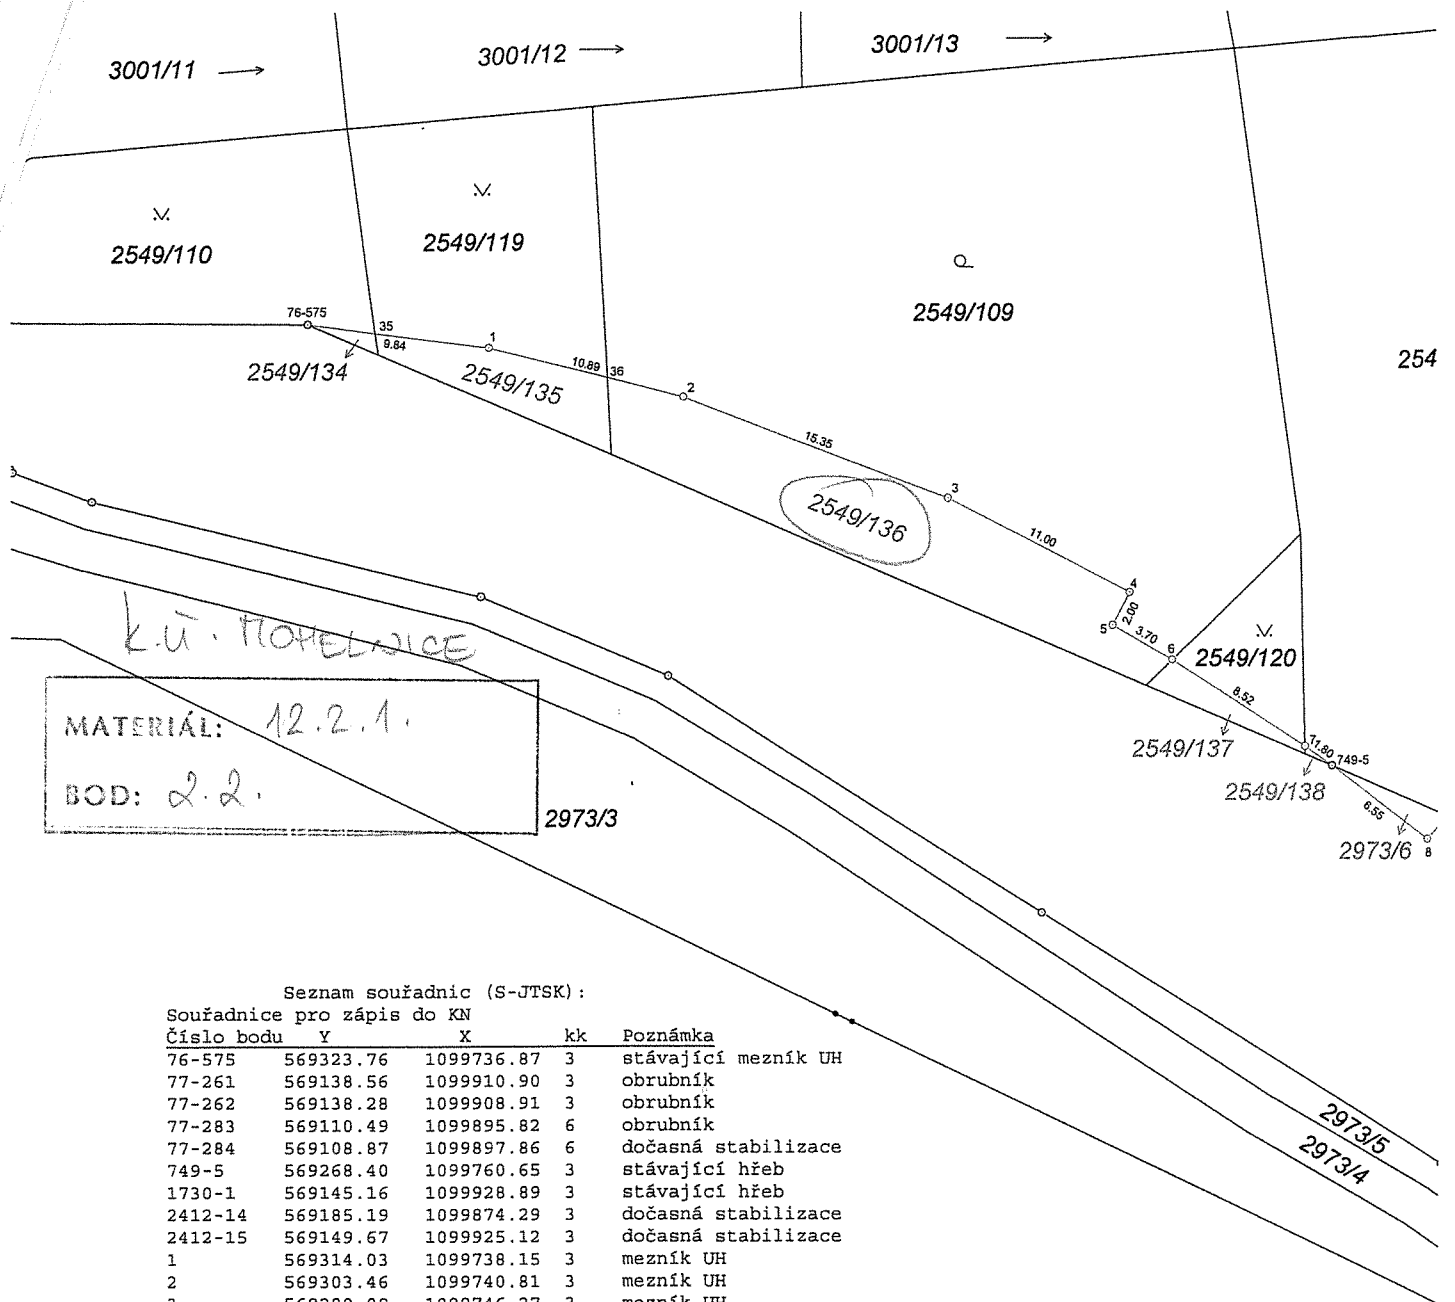 3001/11
3001/12
3001/13
2549/110
2549/119
2549/109
254
76-575
35
9.84
1
10.89
36
2
2549/134
2549/135
15.35
3
2549/136
11.00
4
2.00
5
3.70
6
2549/120
8.52
2549/137
7
1.80
749-5
2549/138
6.55
2973/6
8
K.Ú. MOHELNICE
MATERIÁL: 12.2.1.
BOD: 2.2.
2973/3
2973/5
2973/4
Seznam souřadnic (S-JTSK):
Souřadnice pro zápis do KN
Číslo bodu Y X kk Poznámka
76-575 569323.76 1099736.87 3 stávající mezník UH
77-261 569138.56 1099910.90 3 obrubník
77-262 569138.28 1099908.91 3 obrubník
77-283 569110.49 1099895.82 6 obrubník
77-284 569108.87 1099897.86 6 dočasná stabilizace
749-5 569268.40 1099760.65 3 stávající hřeb
1730-1 569145.16 1099928.89 3 stávající hřeb
2412-14 569185.19 1099874.29 3 dočasná stabilizace
2412-15 569149.67 1099925.12 3 dočasná stabilizace
1 569314.03 1099738.15 3 mezník UH
2 569303.46 1099740.81 3 mezník UH